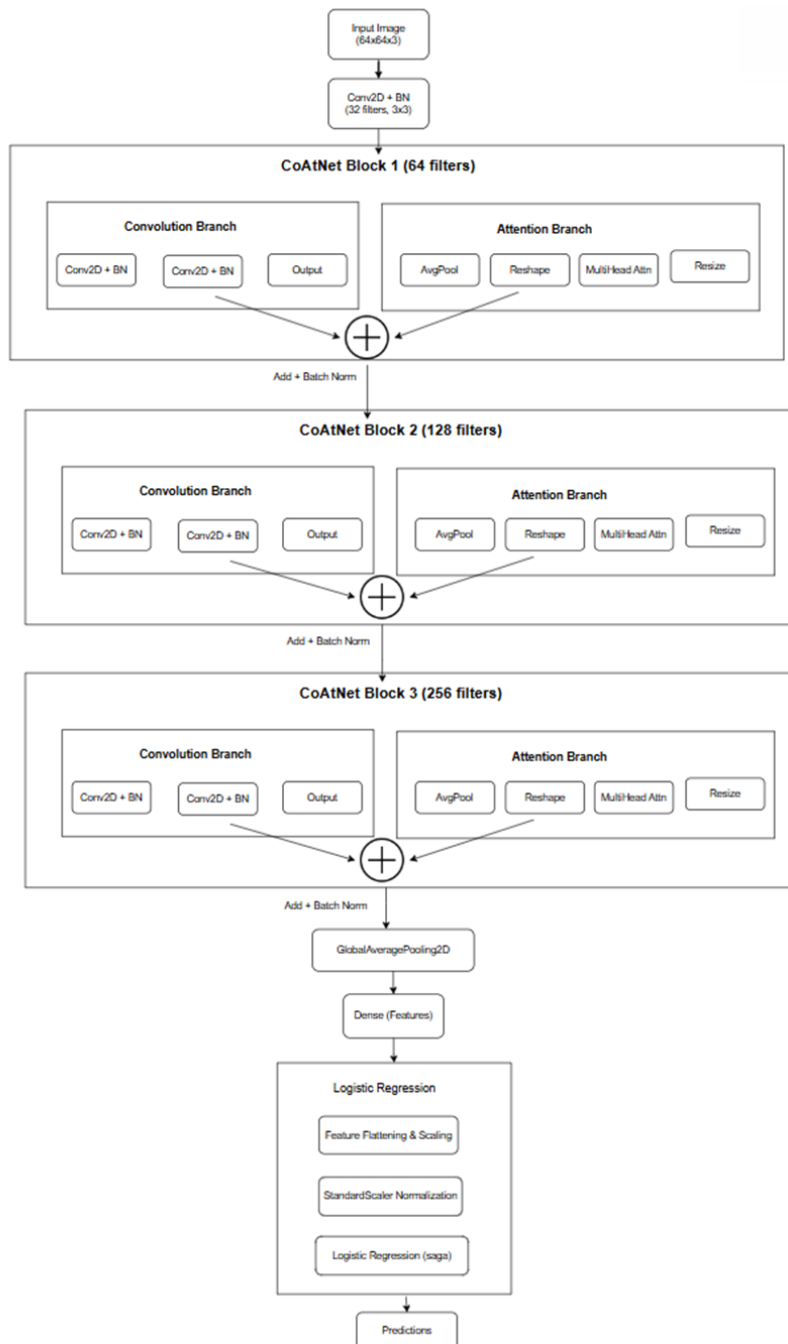 Input Image
(64x64x3)
Conv2D + BN
(32 filters, 3x3)
CoAtNet Block 1 (64 filters)
Convolution Branch
Conv2D + BN
Conv2D + BN
Output
Attention Branch
AvgPool
Reshape
MultiHead Attn
Resize
Add + Batch Norm
CoAtNet Block 2 (128 filters)
Convolution Branch
Conv2D + BN
Conv2D + BN
Output
Attention Branch
AvgPool
Reshape
MultiHead Attn
Resize
Add + Batch Norm
CoAtNet Block 3 (256 filters)
Convolution Branch
Conv2D + BN
Conv2D + BN
Output
Attention Branch
AvgPool
Reshape
MultiHead Attn
Resize
Add + Batch Norm
GlobalAveragePooling2D
Dense (Features)
Logistic Regression
Feature Flattening & Scaling
StandardScaler Normalization
Logistic Regression (saga)
Predictions